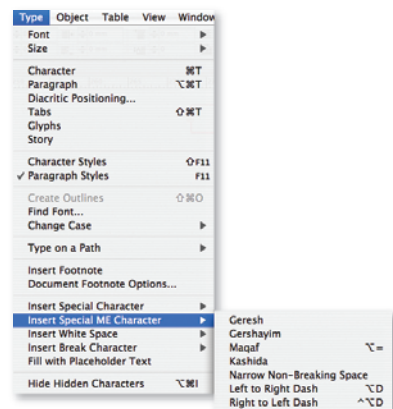 Type Object Table View Window
Font
Size
Character ⌘T
Paragraph ⌥⌘T
Diacritic Positioning...
Tabs ⇧⌘T
Glyphs
Story
Character Styles ⇧F11
✓ Paragraph Styles F11
Create Outlines ⇧⌘O
Find Font...
Change Case
Type on a Path
Insert Footnote
Document Footnote Options...
Insert Special Character
Insert Special ME Character
Insert White Space
Insert Break Character
Fill with Placeholder Text
Hide Hidden Characters ⌥⌘I
Geresh
Gershayim
Maqaf ⌥=
Kashida
Narrow Non-Breaking Space
Left to Right Dash ⌥D
Right to Left Dash ^⌥D